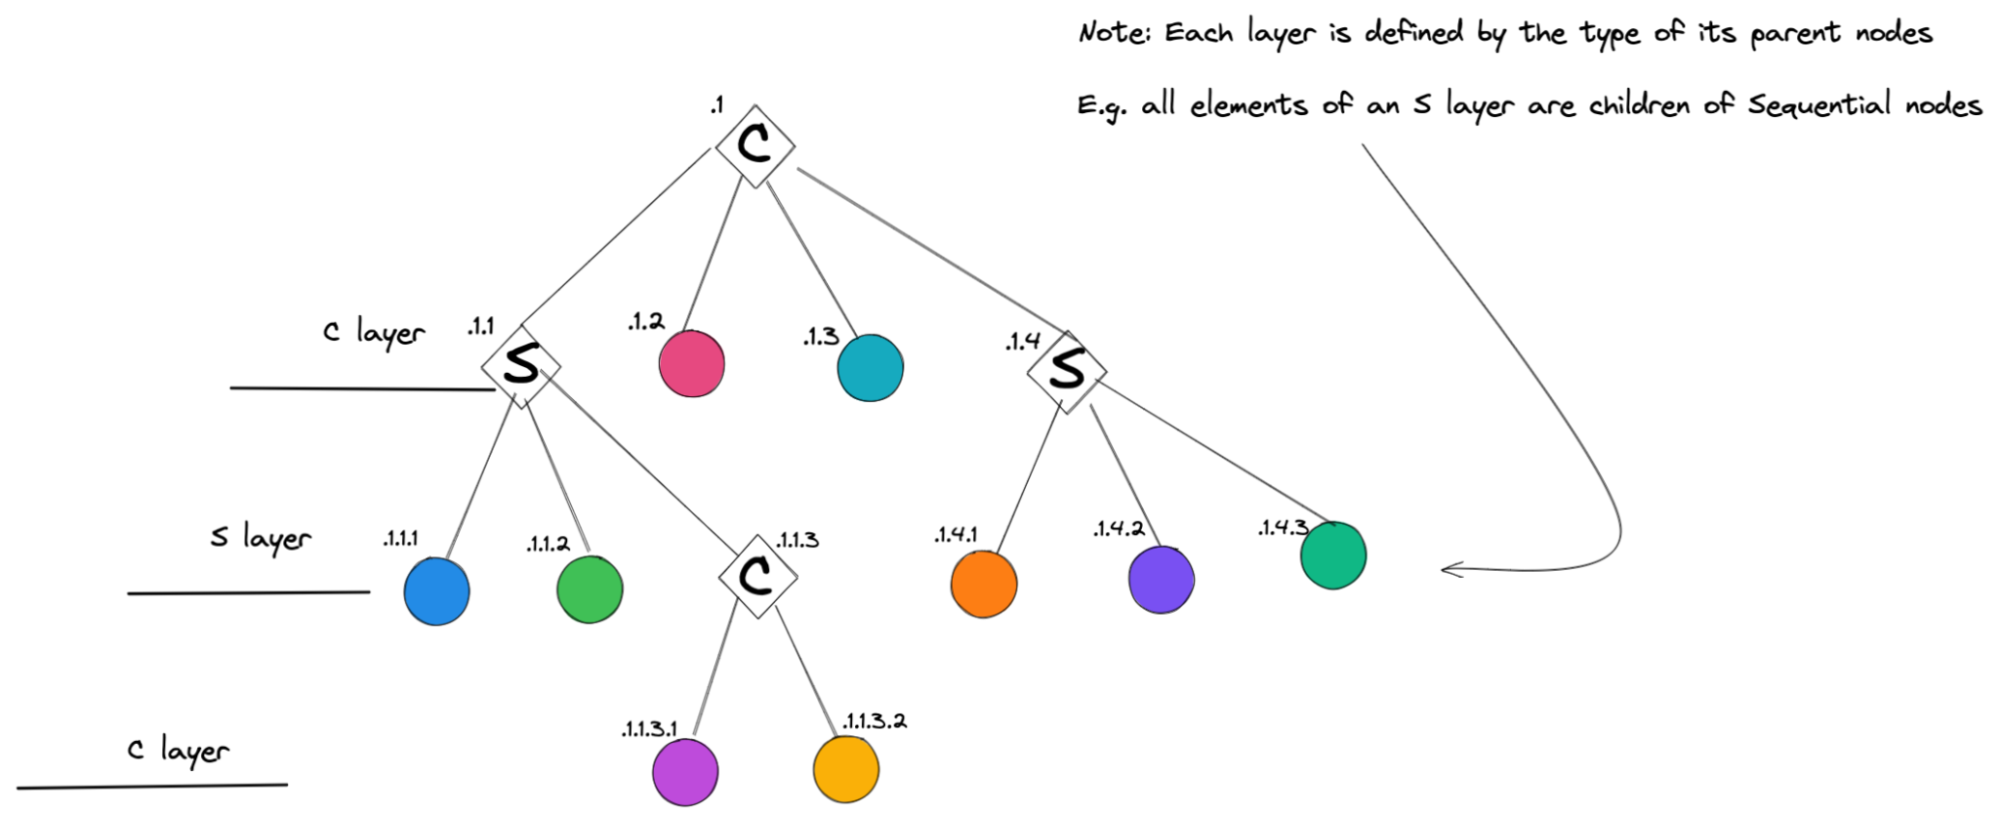 Note: Each layer is defined by the type of its parent nodes
E.g. all elements of an S layer are children of Sequential nodes
.1
C
C layer
.1.1
S
.1.2
.1.3
.1.4
S
S layer
.1.1.1
.1.1.2
C
.1.1.3
.1.4.1
.1.4.2
.1.4.3
C layer
.1.1.3.1
.1.1.3.2